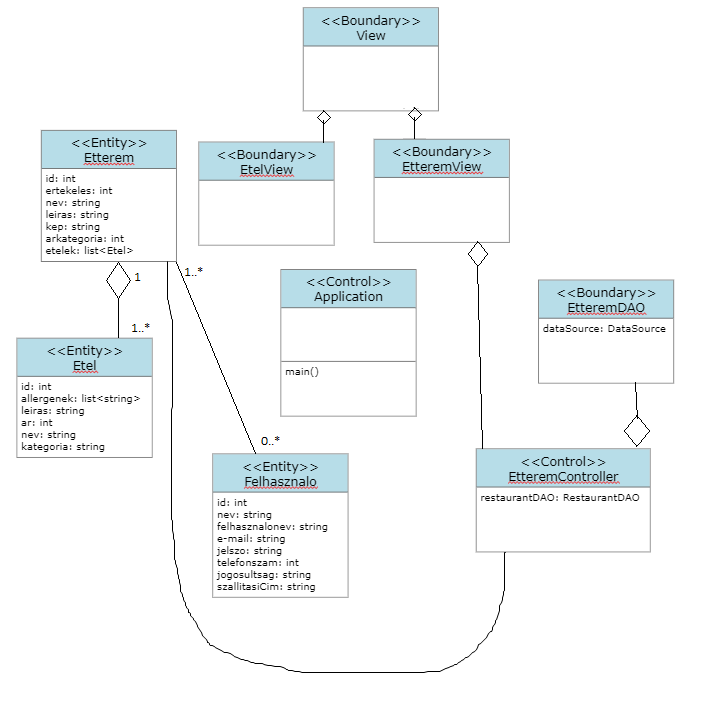 <<Boundary>>
View
<<Entity>>
Etterem
id: int
ertekeles: int
nev: string
leiras: string
kep: string
arkategoria: int
etelek: list<Etel>
<<Boundary>>
EtelView
<<Boundary>>
EtteremView
1
1..*
1..*
0..*
<<Control>>
Application
main()
<<Boundary>>
EtteremDAO
dataSource: DataSource
<<Entity>>
Etel
id: int
allergenek: list<string>
leiras: string
ar: int
nev: string
kategoria: string
<<Entity>>
Felhasznalo
id: int
nev: string
felhasznalonev: string
e-mail: string
jelszo: string
telefonszam: int
jogosultsag: string
szallitasiCim: string
<<Control>>
EtteremController
restaurantDAO: RestaurantDAO